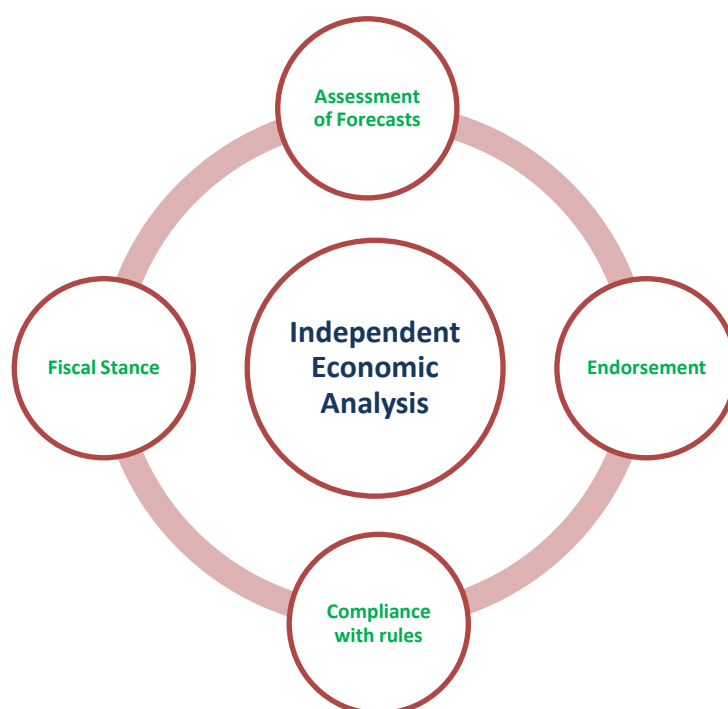 Assessment
of Forecasts
Fiscal Stance
Independent
Economic
Analysis
Endorsement
Compliance
with rules